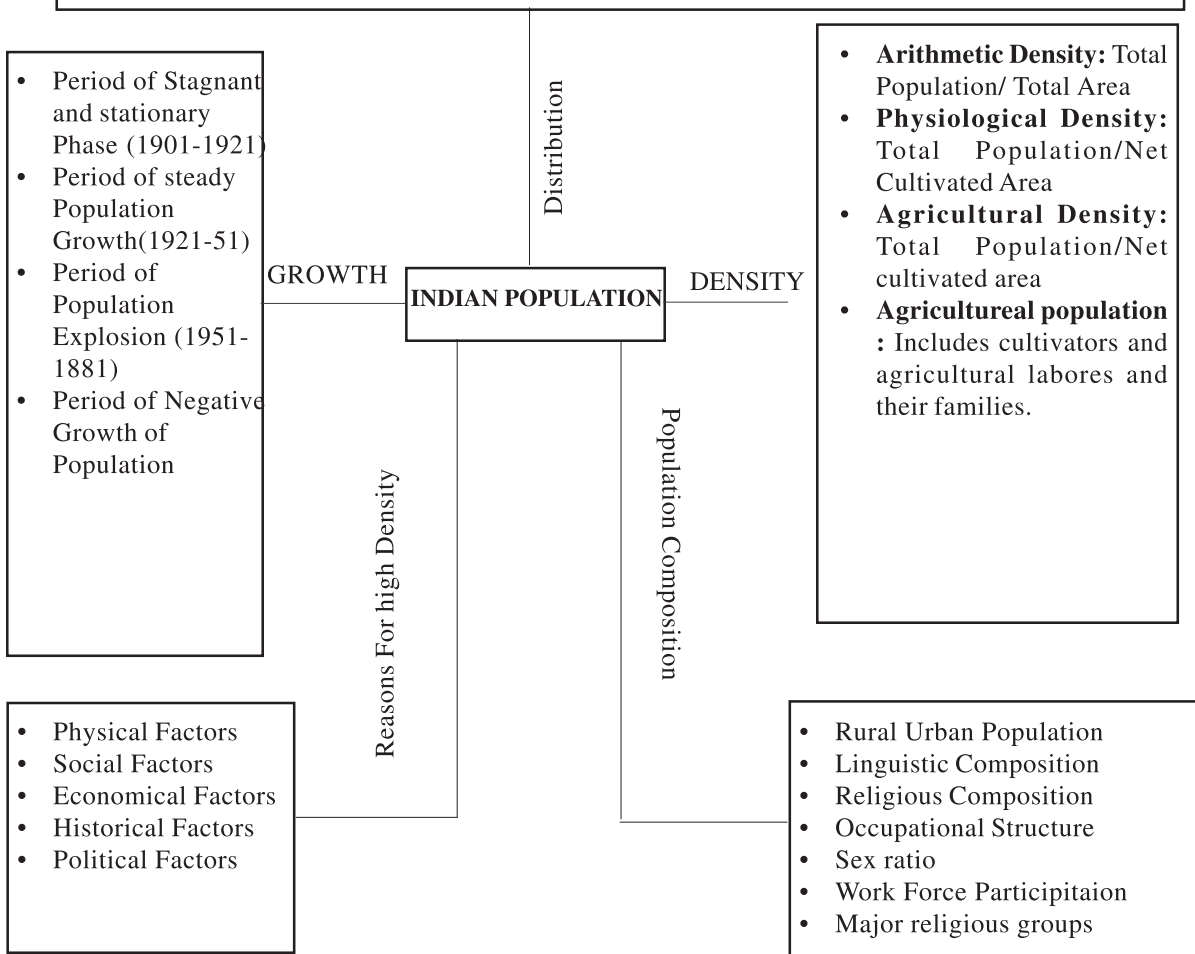 Distribution
• Period of Stagnant
and stationary
Phase (1901-1921)
• Period of steady
Population
Growth(1921-51)
• Period of
Population
Explosion (1951-
1881)
• Period of Negative
Growth of
Population
GROWTH
INDIAN POPULATION
DENSITY
• Arithmetic Density: Total
Population/ Total Area
• Physiological Density:
Total Population/Net
Cultivated Area
• Agricultural Density:
Total Population/Net
cultivated area
• Agricultureal population
: Includes cultivators and
agricultural labores and
their families.
Reasons For high Density
Population Composition
• Physical Factors
• Social Factors
• Economical Factors
• Historical Factors
• Political Factors
• Rural Urban Population
• Linguistic Composition
• Religious Composition
• Occupational Structure
• Sex ratio
• Work Force Participitaion
• Major religious groups